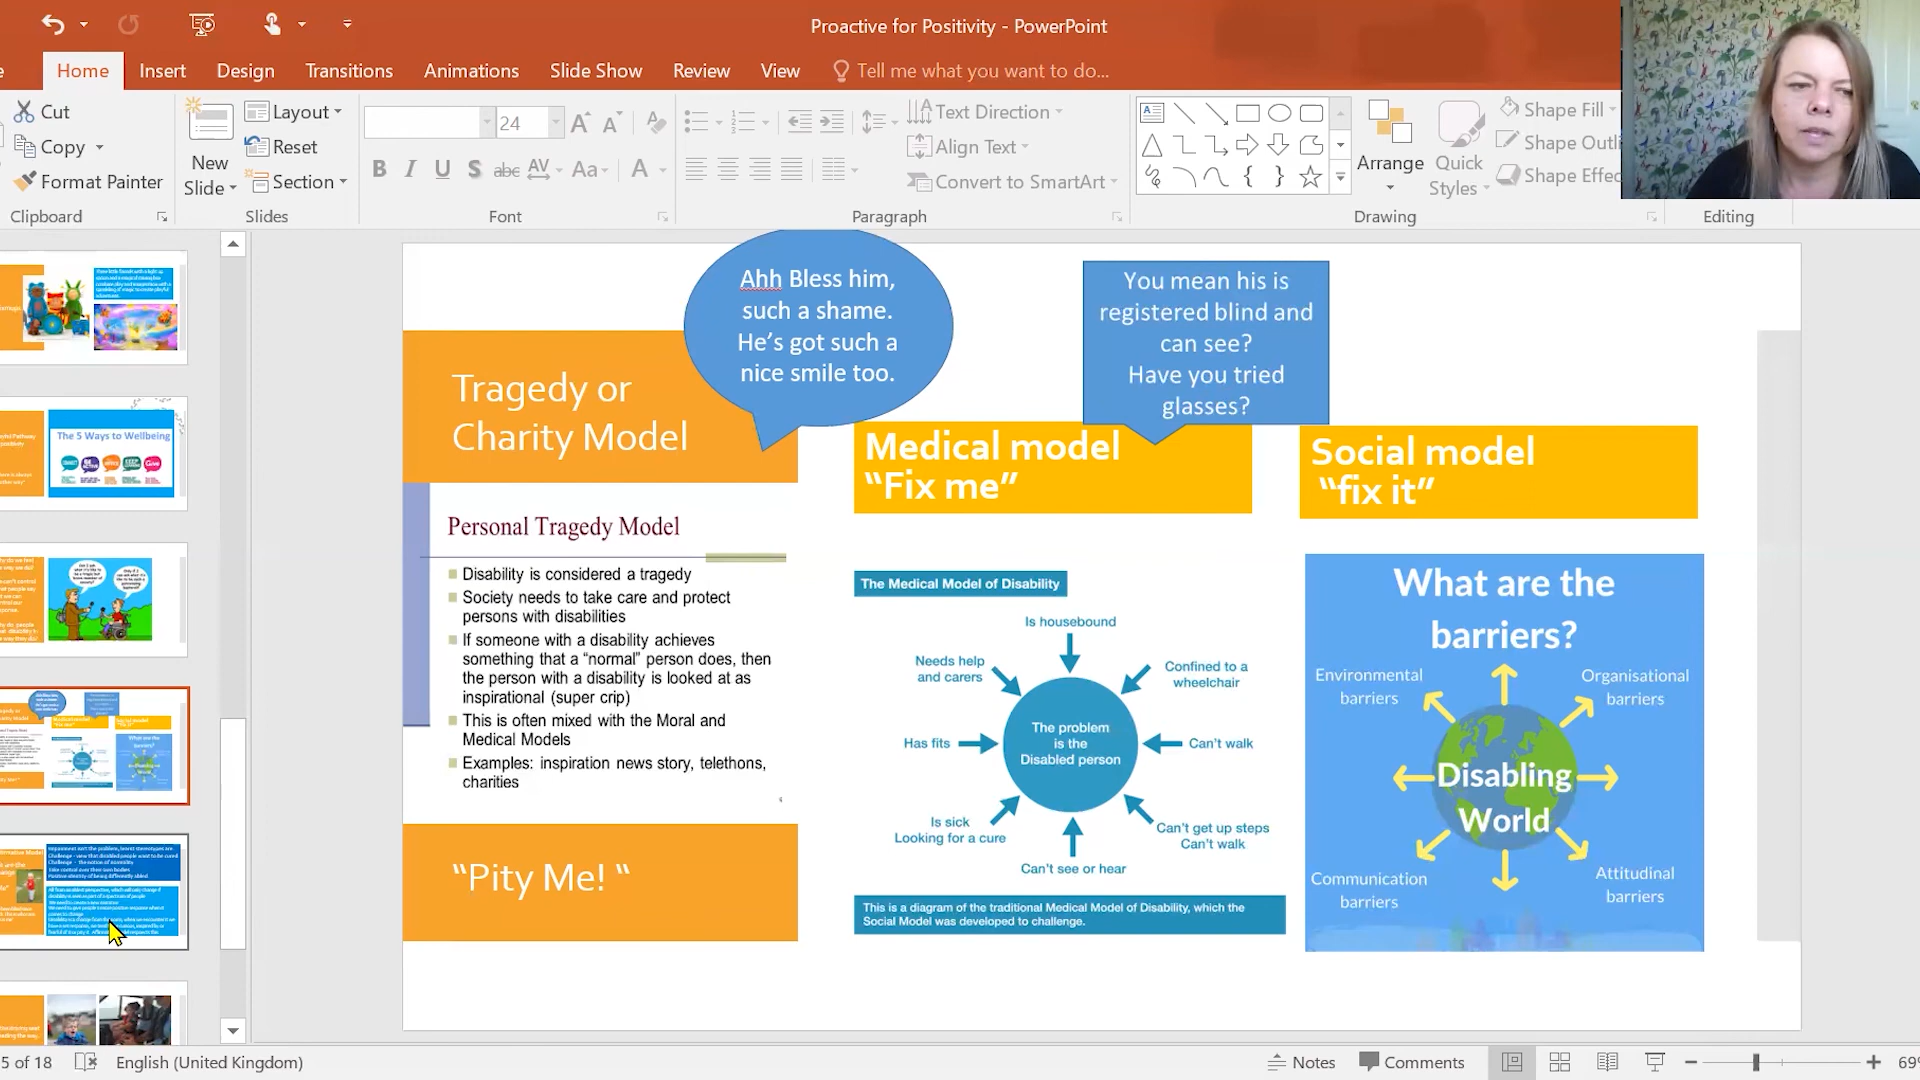 Proactive for Positivity - PowerPoint
Home Insert Design Transitions Animations Slide Show Review View Tell me what you want to do...
Cut
Copy
Format Painter
Clipboard
New
Slide
Layout
Reset
Section
Slides
24
B I U S abc AV Aa A
Font
Text Direction
Align Text
Convert to SmartArt
Paragraph
Arrange
Quick
Styles
Shape Fill
Shape Outli
Shape Effec
Drawing
Editing
The 5 Ways to Wellbeing
Ahh Bless him,
such a shame.
He's got such a
nice smile too.
You mean his is
registered blind and
can see?
Have you tried
glasses?
Tragedy or
Charity Model
Personal Tragedy Model
Disability is considered a tragedy
Society needs to take care and protect
persons with disabilities
If someone with a disability achieves
something that a “normal” person does, then
the person with a disability is looked at as
inspirational (super crip)
This is often mixed with the Moral and
Medical Models
Examples: inspiration news story, telethons,
charities
“Pity Me! “
Medical model
“Fix me”
The Medical Model of Disability
Is housebound
Needs help
and carers
Confined to a
wheelchair
Has fits
The problem
is the
Disabled person
Can't walk
Is sick
Looking for a cure
Can't get up steps
Can't walk
Can't see or hear
This is a diagram of the traditional Medical Model of Disability, which the
Social Model was developed to challenge.
Social model
“fix it”
What are the
barriers?
Environmental
barriers
Organisational
barriers
Disabling
World
Communication
barriers
Attitudinal
barriers
5 of 18
English (United Kingdom)
Notes
Comments
69